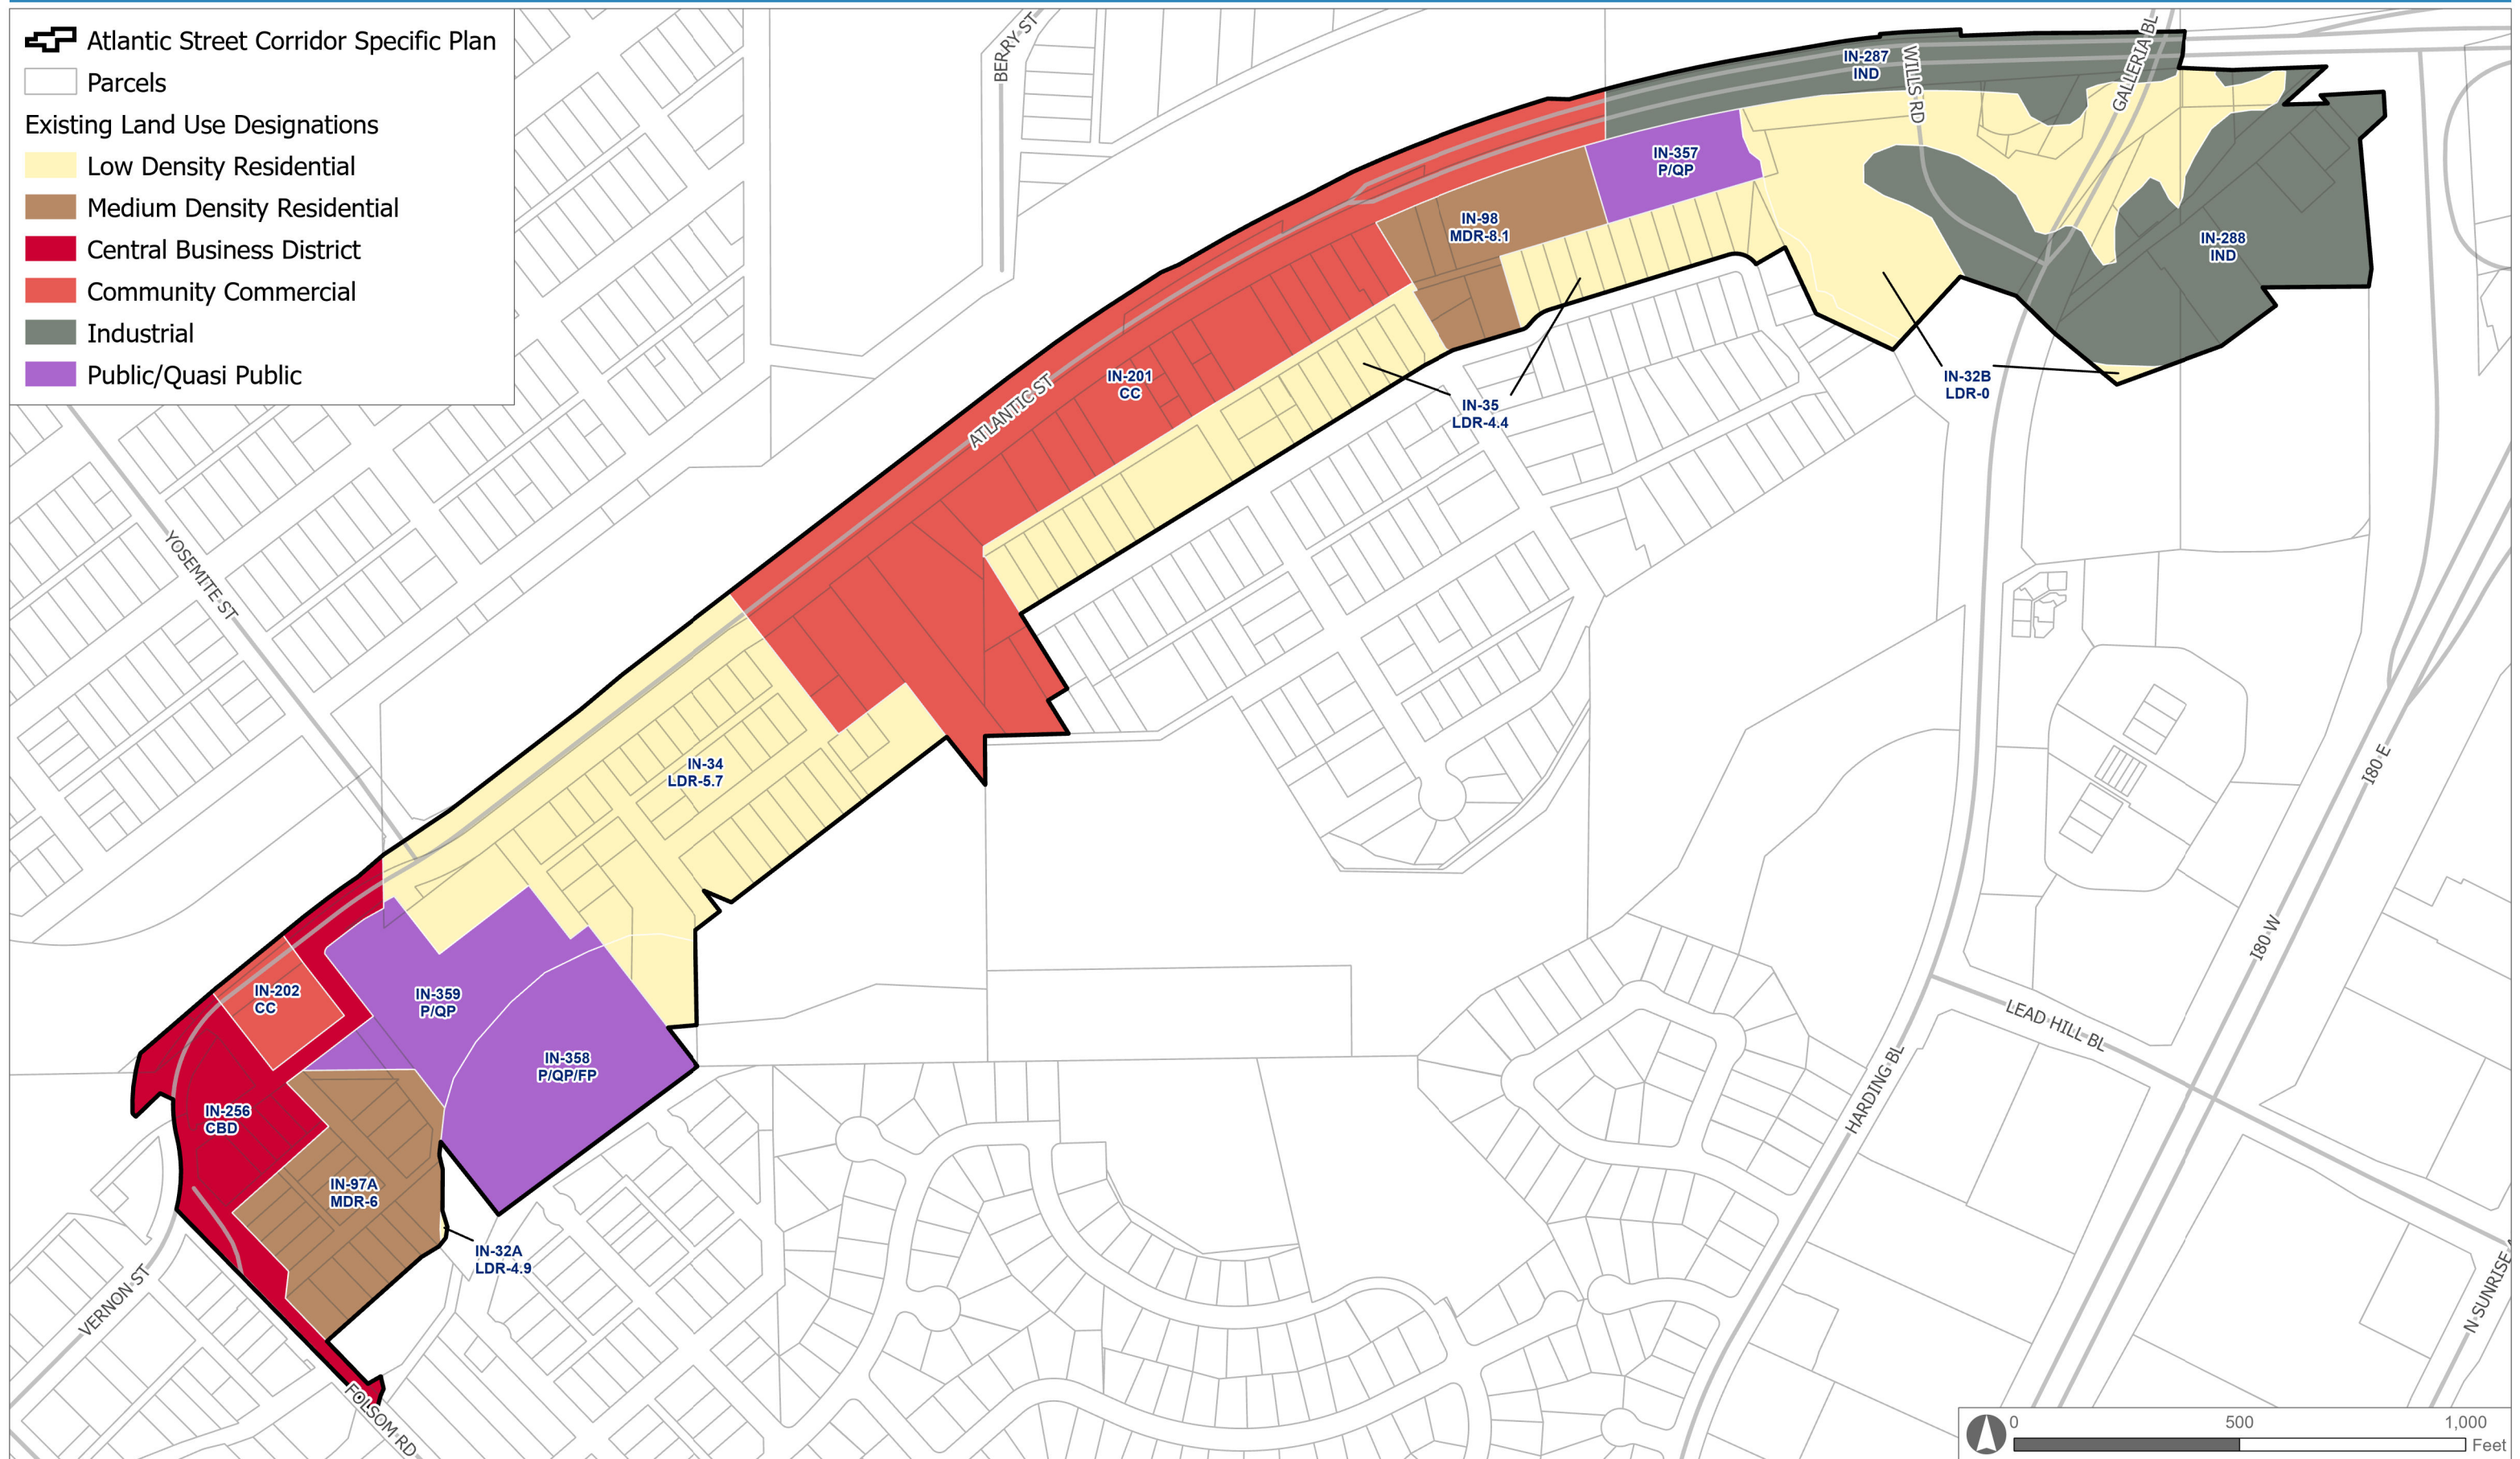 Atlantic Street Corridor Specific Plan
Parcels
Existing Land Use Designations
Low Density Residential
Medium Density Residential
Central Business District
Community Commercial
Industrial
Public/Quasi Public
BERRY ST
IN-287
IND
WILLS RD
GALLERIA BL
IN-357
P/QP
IN-98
MDR-8.1
IN-288
IND
IN-201
CC
ATLANTIC ST
IN-35
LDR-4.4
IN-32B
LDR-0
YOSEMITE ST
IN-34
LDR-5.7
I80 E
I80 W
IN-202
CC
IN-359
P/QP
IN-358
P/QP/FP
LEAD HILL BL
HARDING BL
IN-256
CBD
IN-97A
MDR-6
IN-32A
LDR-4.9
VERNON ST
FOLSOM RD
N SUNRISE
0 500 1,000
Feet